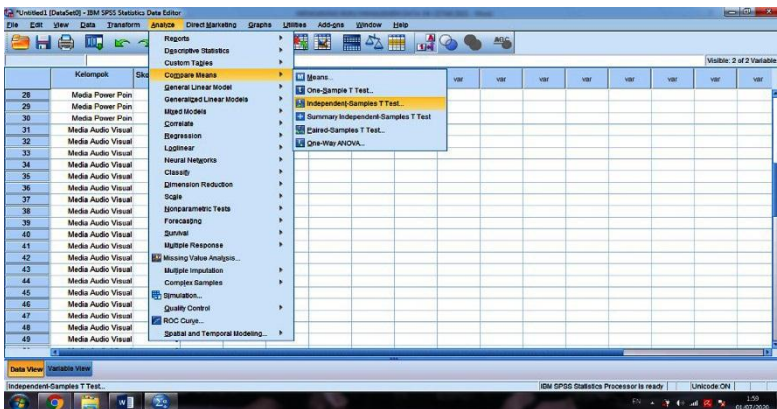 *Untitled1 [DataSet0] - IBM SPSS Statistics Data Editor
File Edit View Data Transform Analyze Direct Marketing Graphs Utilities Add-ons Window Help
Visible: 2 of 2 Variable
Kelompok Sko var var var var var var
Reports
Descriptive Statistics
Custom Tables
Compare Means
General Linear Model
Generalized Linear Models
Mixed Models
Correlate
Regression
Loglinear
Neural Networks
Classify
Dimension Reduction
Scale
Nonparametric Tests
Forecasting
Survival
Multiple Response
Missing Value Analysis...
Multiple Imputation
Complex Samples
Simulation...
Quality Control
ROC Curve...
Spatial and Temporal Modeling...
Means...
One-Sample T Test...
Independent-Samples T Test...
Summary Independent-Samples T Test
Paired-Samples T Test...
One-Way ANOVA...
28 Media Power Poin
29 Media Power Poin
30 Media Power Poin
31 Media Audio Visual
32 Media Audio Visual
33 Media Audio Visual
34 Media Audio Visual
35 Media Audio Visual
36 Media Audio Visual
37 Media Audio Visual
38 Media Audio Visual
39 Media Audio Visual
40 Media Audio Visual
41 Media Audio Visual
42 Media Audio Visual
43 Media Audio Visual
44 Media Audio Visual
45 Media Audio Visual
46 Media Audio Visual
47 Media Audio Visual
48 Media Audio Visual
49 Media Audio Visual
Data View Variable View
Independent-Samples T Test... IBM SPSS Statistics Processor is ready Unicode:ON
EN 1:59
01/07/2020